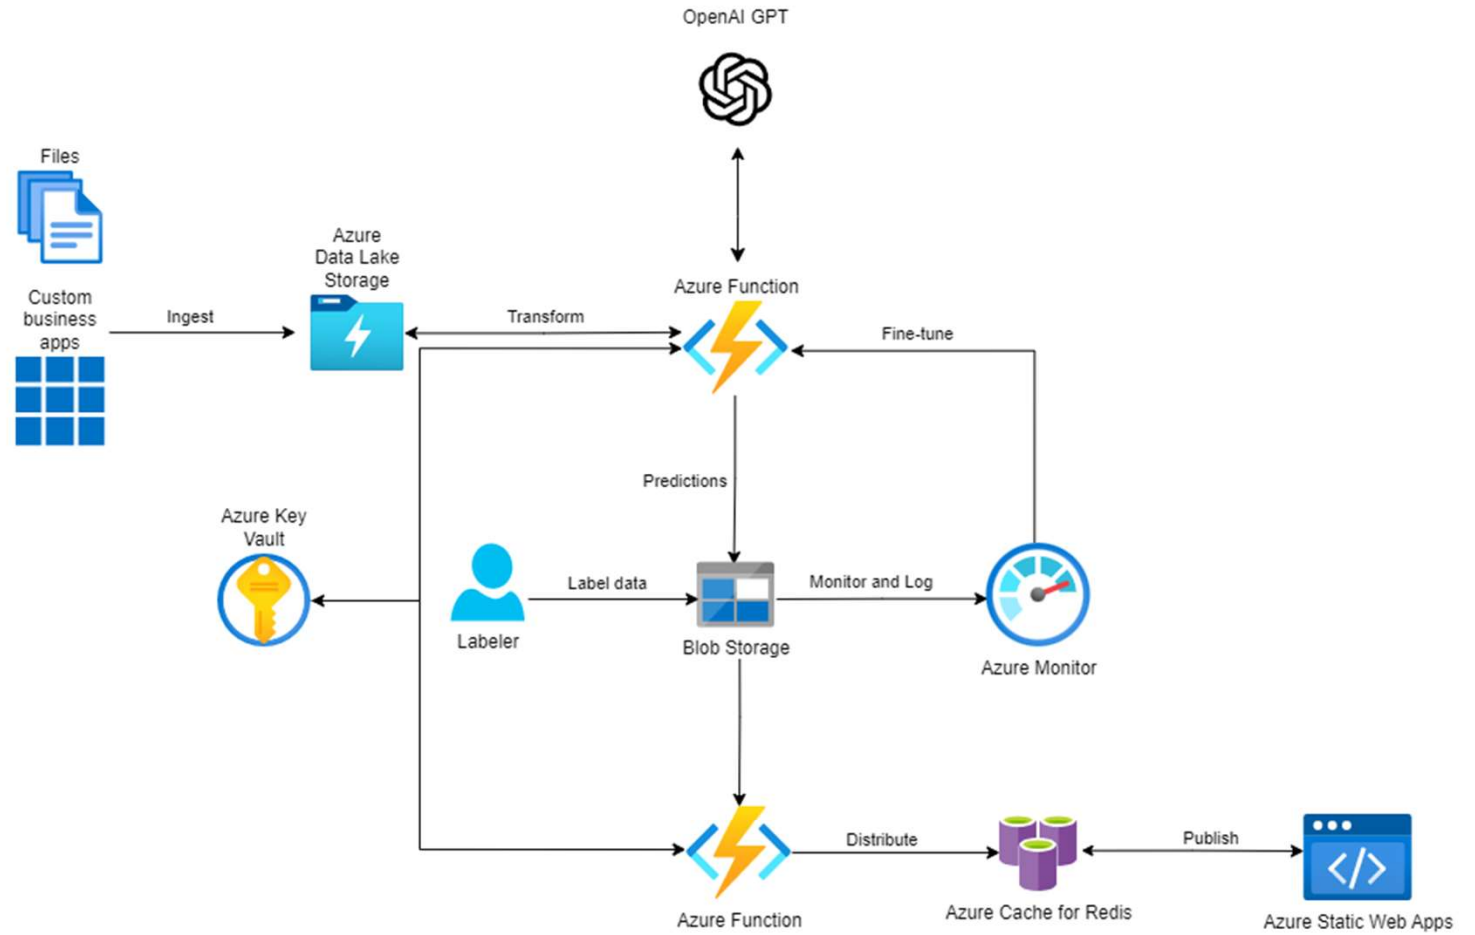 OpenAI GPT
Files
Azure
Data Lake
Storage
Custom
business
apps
Ingest
Transform
Azure Function
Fine-tune
Predictions
Azure Key
Vault
Label data
Monitor and Log
Labeler
Blob Storage
Azure Monitor
Distribute
Publish
Azure Function
Azure Cache for Redis
Azure Static Web Apps